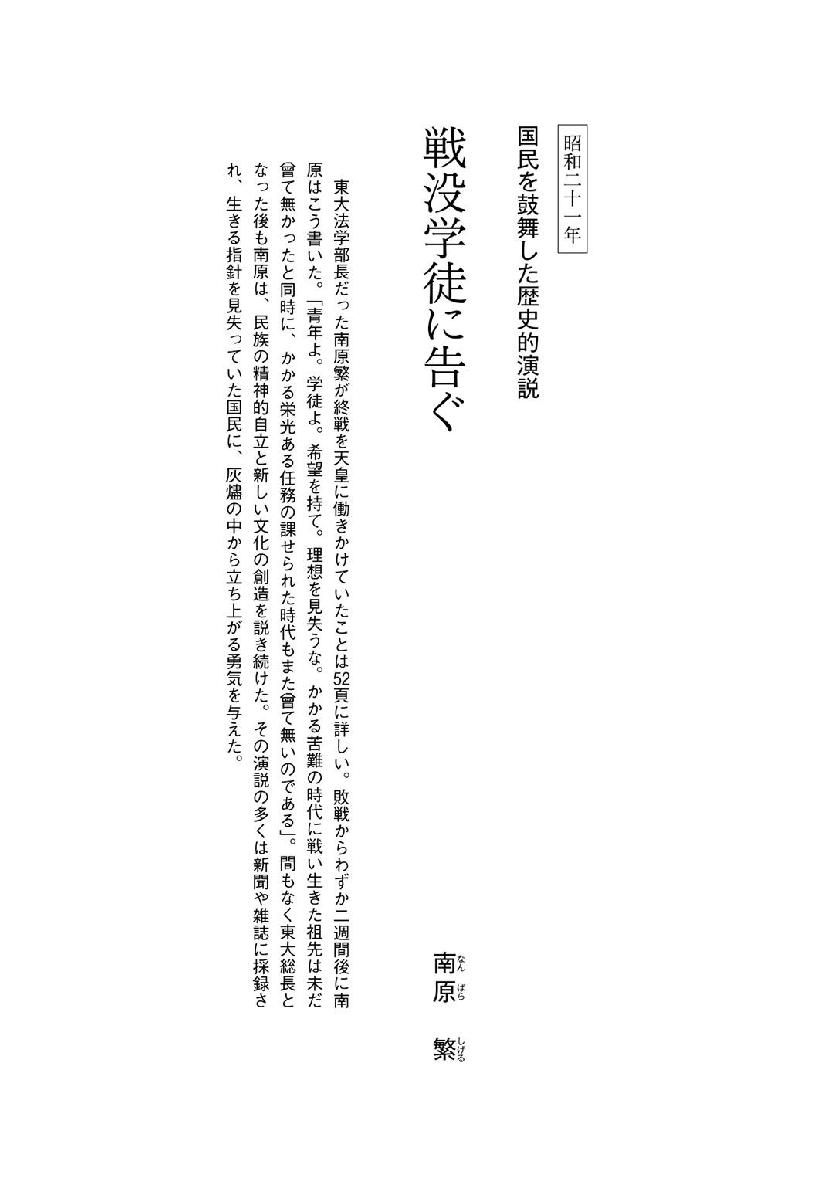 昭和二十一年
国民を鼓舞した歴史的演説
戦没学徒に告ぐ
南原　繁
なん ばら しげる
東大法学部長だった南原繁が終戦を天皇に働きかけていたことは52頁に詳しい。敗戦からわずか二週間後に南
原はこう書いた。「青年よ。学徒よ。希望を持て。理想を見失うな。かかる苦難の時代に戦い生きた祖先は未だ
曾て無かったと同時に、かかる栄光ある任務の課せられた時代もまた曾て無いのである」。間もなく東大総長と
なった後も南原は、民族の精神的自立と新しい文化の創造を説き続けた。その演説の多くは新聞や雑誌に採録さ
れ、生きる指針を見失っていた国民に、灰燼の中から立ち上がる勇気を与えた。